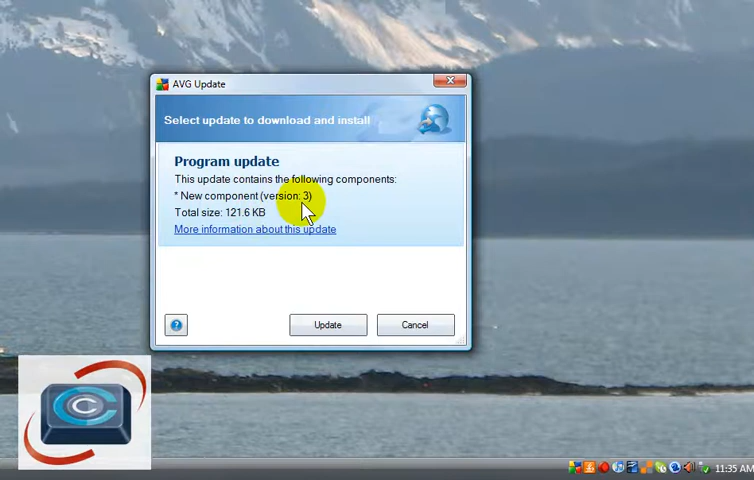 AVG Update
Select update to download and install
Program update
This update contains the following components:
* New component (version: 3)
Total size: 121.6 KB
More information about this update
?
Update
Cancel
C
11:35 AM